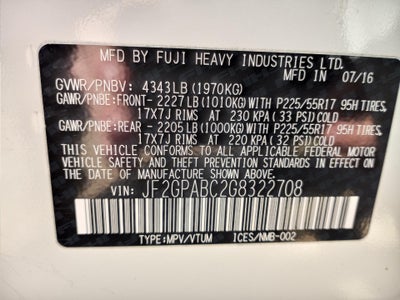 MFD BY FUJI HEAVY INDUSTRIES LTD.
IN 07/16
GVWR/PNBV: 4343LB (1970KG)
GAWR/PNBE: FRONT- 2227LB (1010KG) WITH P225/55R17 95H TIRES,
17X7J RIMS, AT 230 KPA ( 33 PSI) COLD
GAWR/PNBE: REAR - 2205LB (1000KG) WITH P225/55R17 95H TIRES,
17X7J RIMS, AT 220 KPA ( 32 PSI) COLD
THIS VEHICLE CONFORMS TO ALL APPLICABLE FEDERAL MOTOR
VEHICLE SAFETY, BUMPER, AND THEFT PREVENTION STANDARDS
IN EFFECT ON THE DATE OF MANUFACTURE SHOWN ABOVE.
VIN: JF2GPABC2G8322708
TYPE:MPV/VTUM ICES/NMB-002